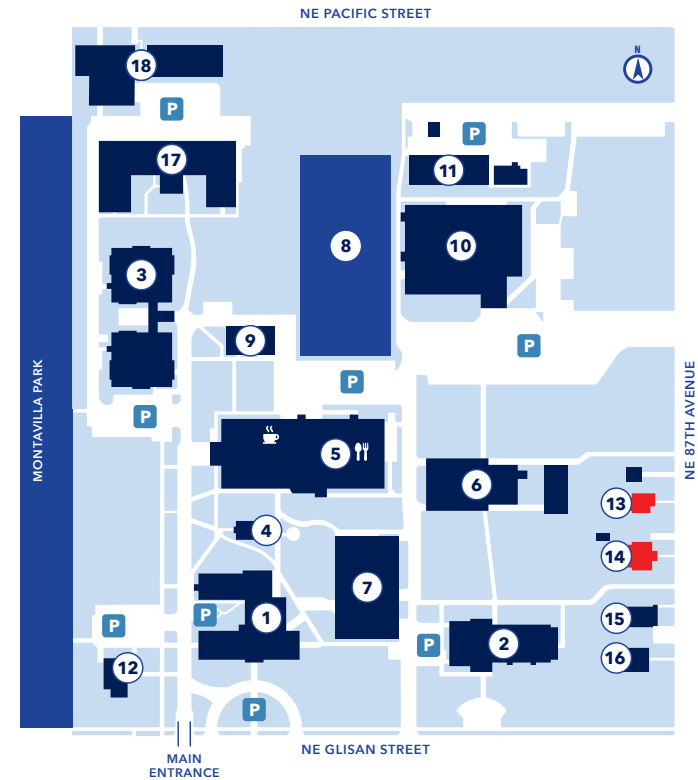 NE PACIFIC STREET
N
18
P
P
17
11
8
10
3
9
P
P
P
MONTAVILLA PARK
NE 87TH AVENUE
5
6
13
4
14
7
1
P
P
15
2
P
16
12
P
NE GLISAN STREET
MAIN
ENTRANCE